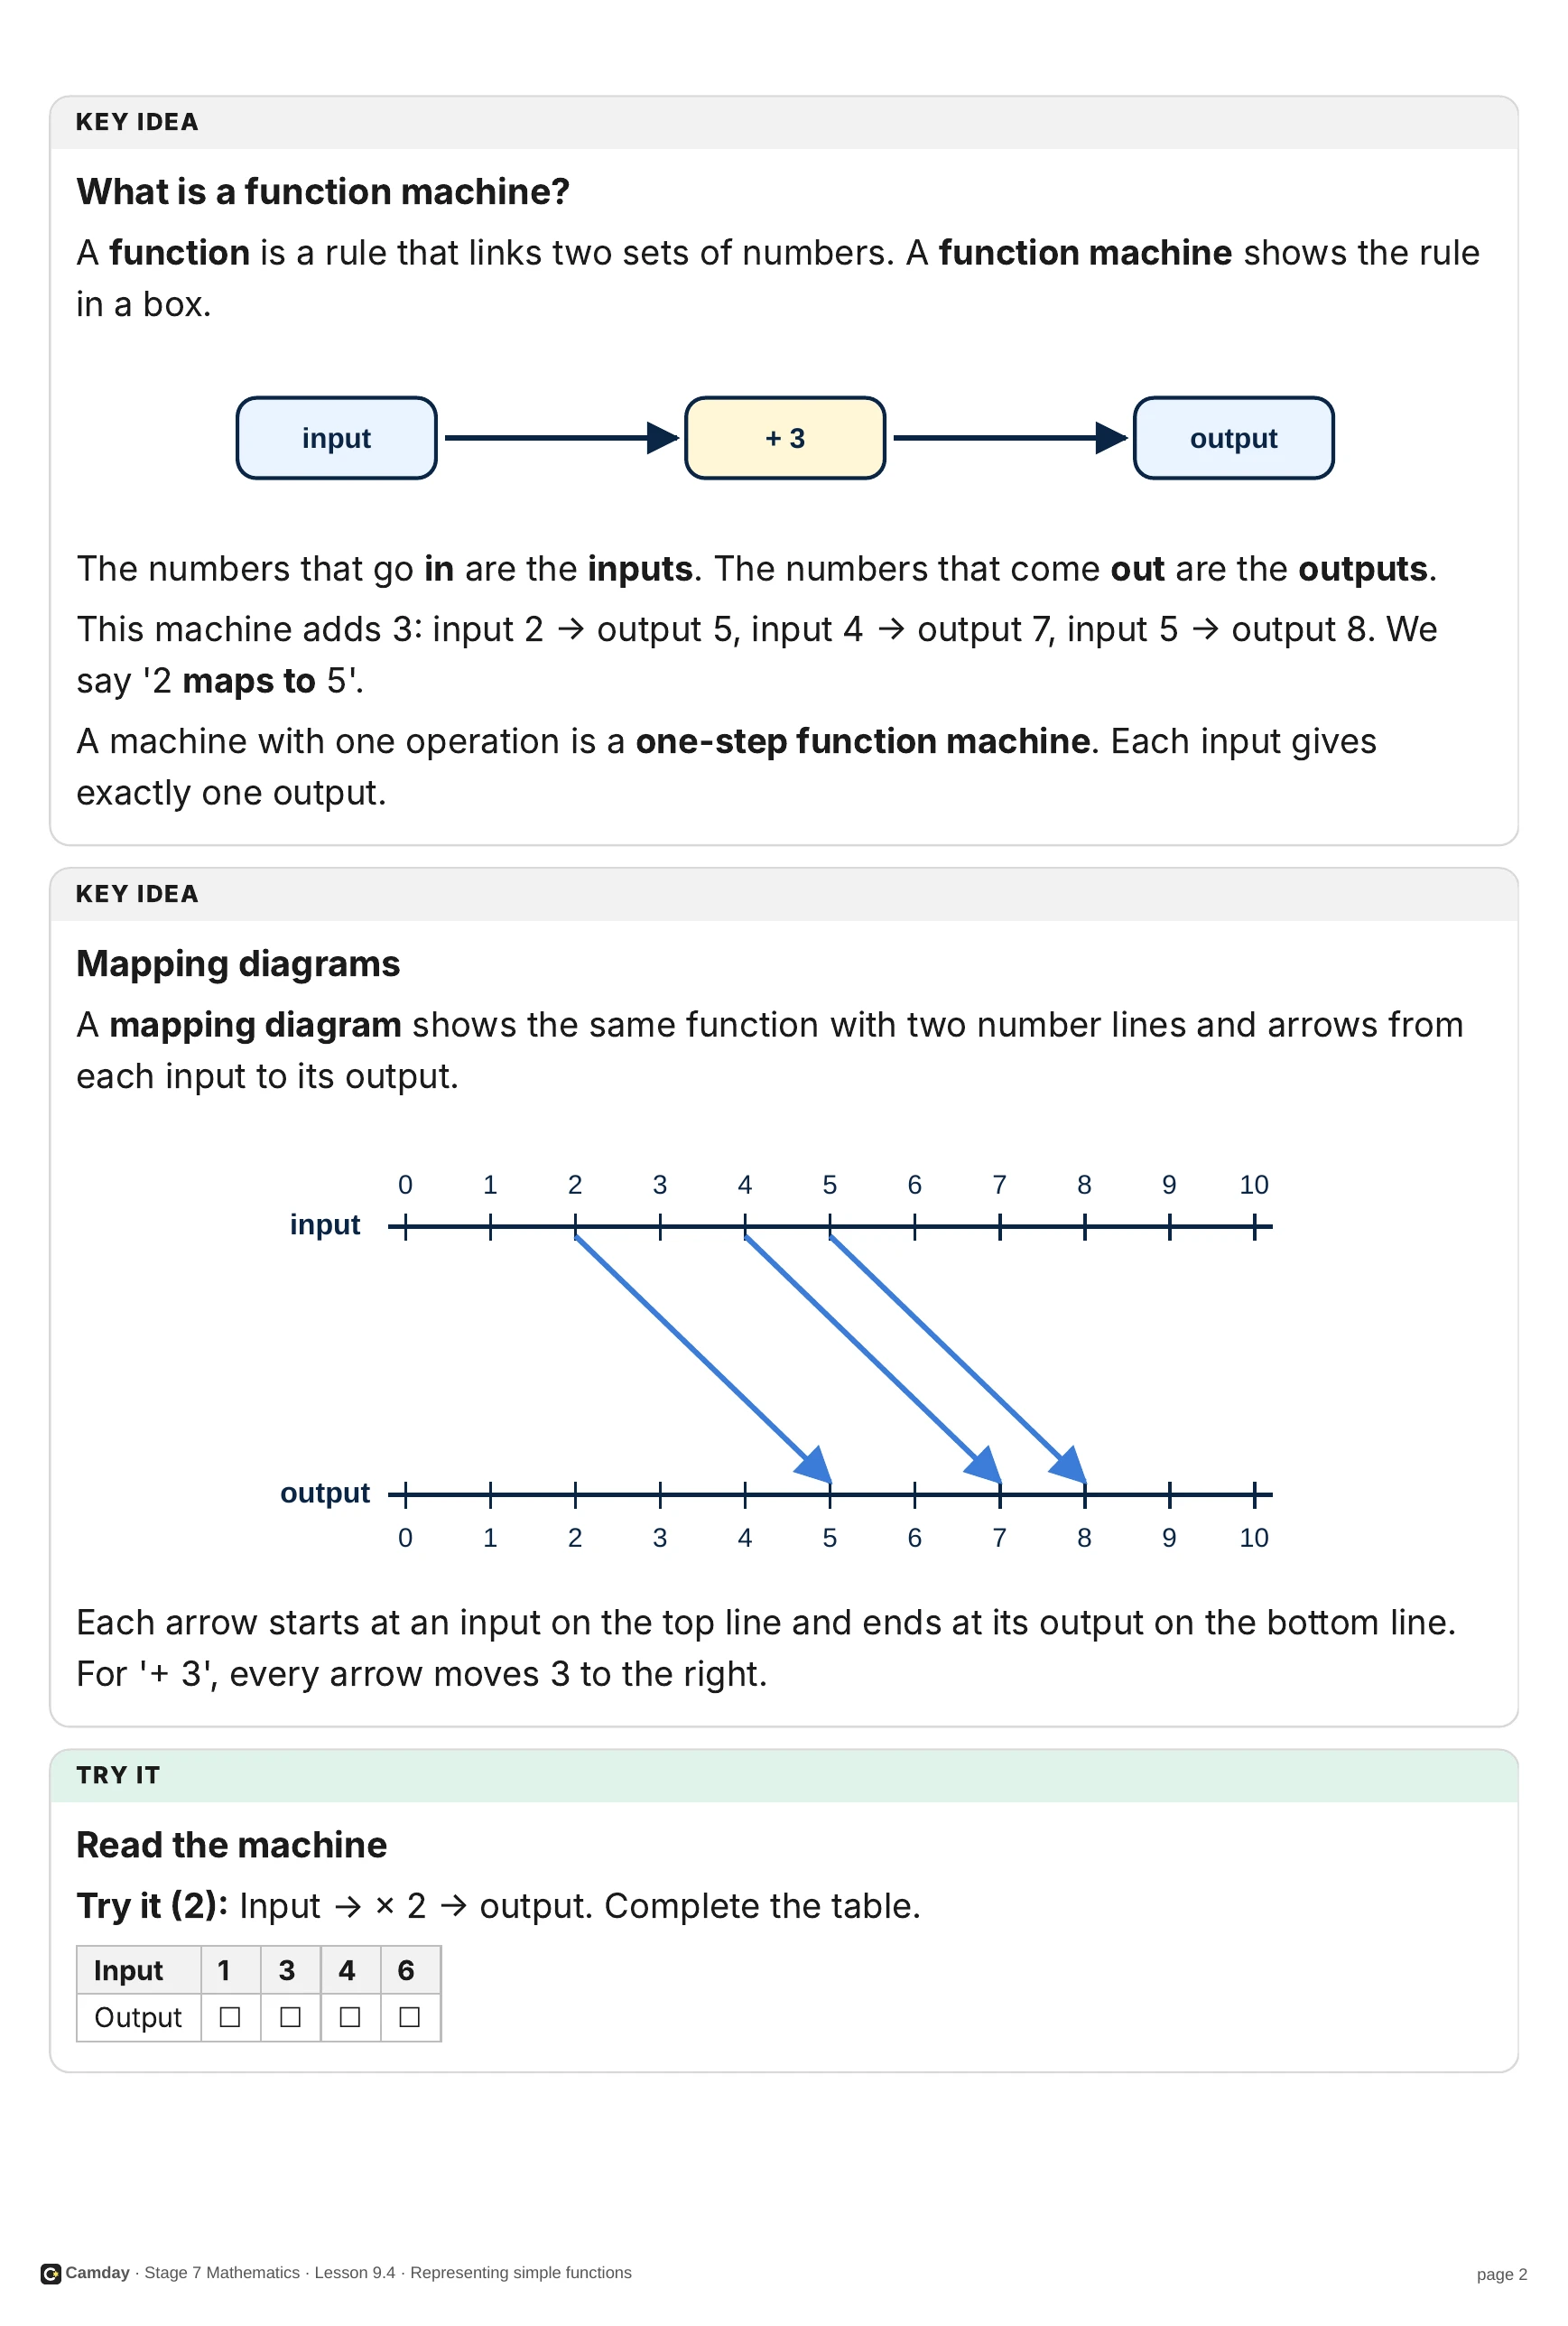 KEY IDEA
What is a function machine?
A function is a rule that links two sets of numbers. A function machine shows the rule
in a box.
input + 3 output
The numbers that go in are the inputs. The numbers that come out are the outputs.
This machine adds 3: input 2 → output 5, input 4 → output 7, input 5 → output 8. We
say '2 maps to 5'.
A machine with one operation is a one-step function machine. Each input gives
exactly one output.
KEY IDEA
Mapping diagrams
A mapping diagram shows the same function with two number lines and arrows from
each input to its output.
0 1 2 3 4 5 6 7 8 9 10
input
output
0 1 2 3 4 5 6 7 8 9 10
Each arrow starts at an input on the top line and ends at its output on the bottom line.
For '+ 3', every arrow moves 3 to the right.
TRY IT
Read the machine
Try it (2): Input → × 2 → output. Complete the table.
Input 1 3 4 6
Output □ □ □ □
Camday · Stage 7 Mathematics · Lesson 9.4 · Representing simple functions
page 2